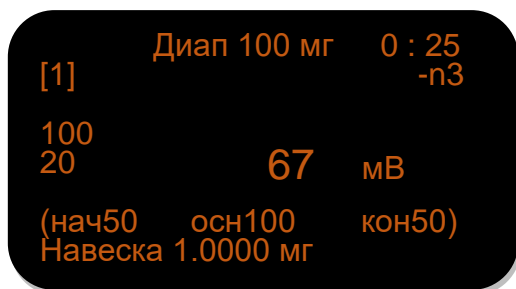 Диап 100 мг 0 : 25
[1] -n3
100
20 67 мВ
(нач50 осн100 кон50)
Навеска 1.0000 мг